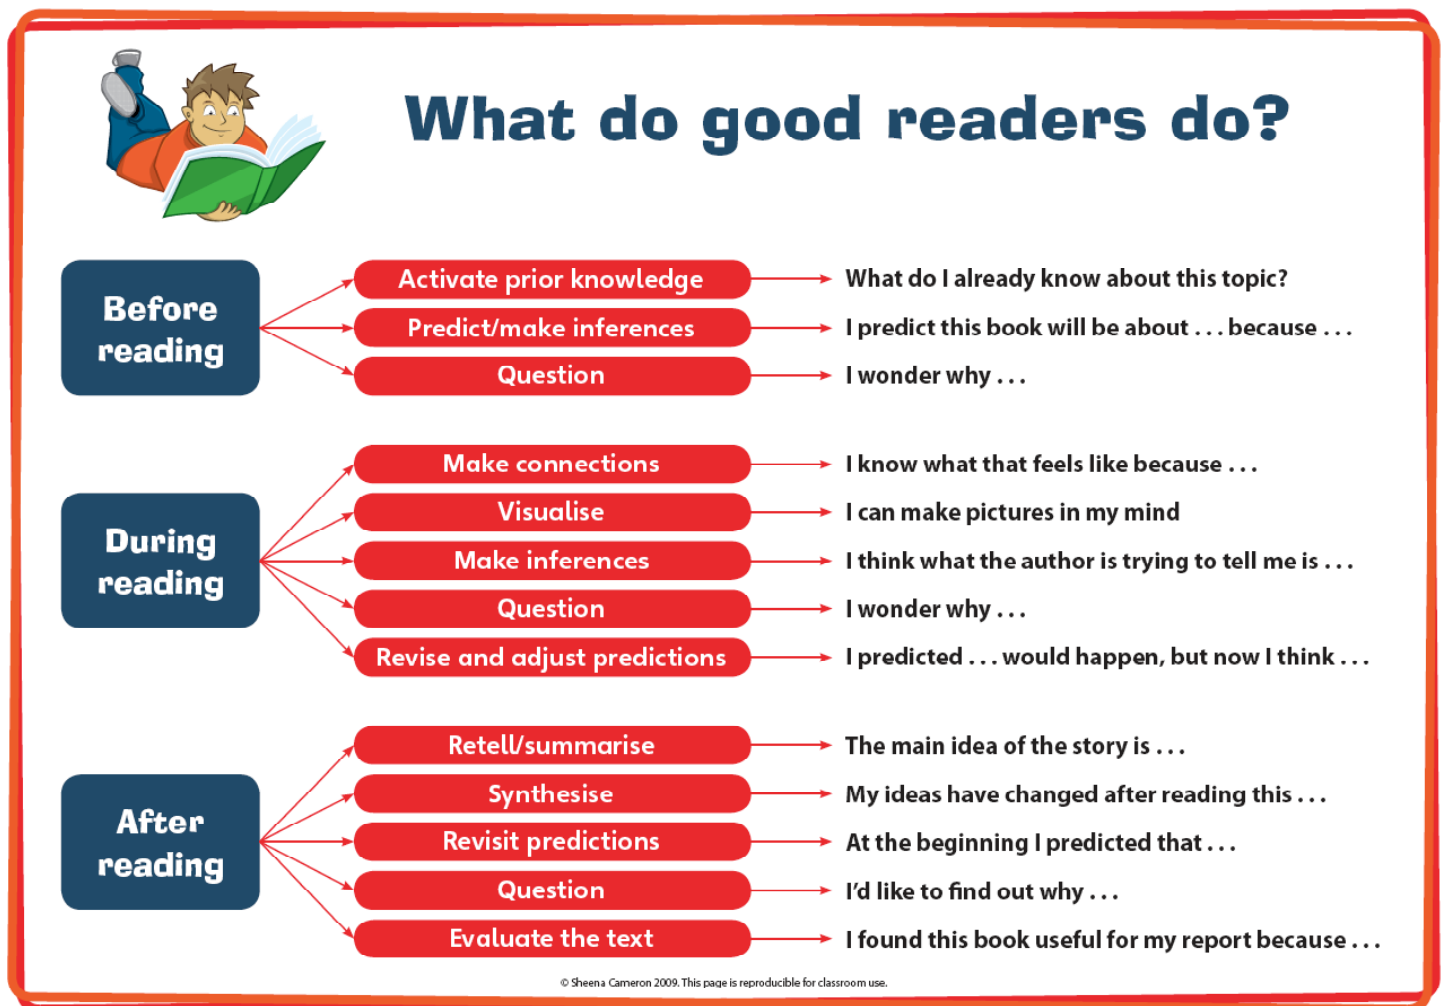 What do good readers do?
Before
reading
Activate prior knowledge
What do I already know about this topic?
Predict/make inferences
I predict this book will be about . . . because . . .
Question
I wonder why . . .
During
reading
Make connections
I know what that feels like because . . .
Visualise
I can make pictures in my mind
Make inferences
I think what the author is trying to tell me is . . .
Question
I wonder why . . .
Revise and adjust predictions
I predicted . . . would happen, but now I think . . .
After
reading
Retell/summarise
The main idea of the story is . . .
Synthesise
My ideas have changed after reading this . . .
Revisit predictions
At the beginning I predicted that . . .
Question
I’d like to find out why . . .
Evaluate the text
I found this book useful for my report because . . .
© Sheena Cameron 2009. This page is reproducible for classroom use.